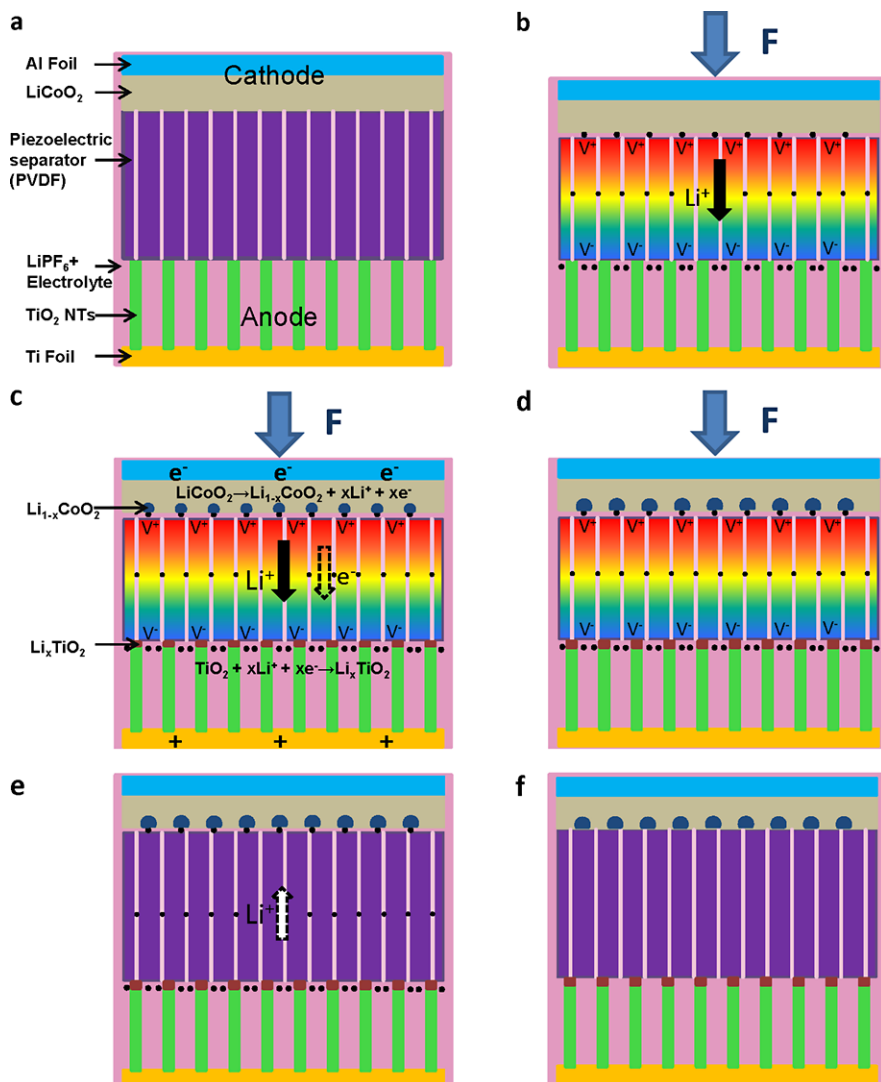 a
Al Foil
LiCoO₂
Cathode
Piezoelectric
separator
(PVDF)
LiPF₆+
Electrolyte
TiO₂ NTs
Anode
Ti Foil
b
F
V⁺ V⁺ V⁺ V⁺ V⁺ V⁺
Li⁺
V⁻ V⁻ V⁻ V⁻ V⁻ V⁻
c
F
e⁻ e⁻ e⁻
LiCoO₂→Li₁₋ₓCoO₂ + xLi⁺ + xe⁻
Li₁₋ₓCoO₂
V⁺ V⁺ V⁺ V⁺ V⁺ V⁺
Li⁺ e⁻
V⁻ V⁻ V⁻ V⁻ V⁻ V⁻
LiₓTiO₂
TiO₂ + xLi⁺ + xe⁻→LiₓTiO₂
+ + +
d
F
V⁺ V⁺ V⁺ V⁺ V⁺ V⁺
V⁻ V⁻ V⁻ V⁻ V⁻ V⁻
e
Li⁺
f